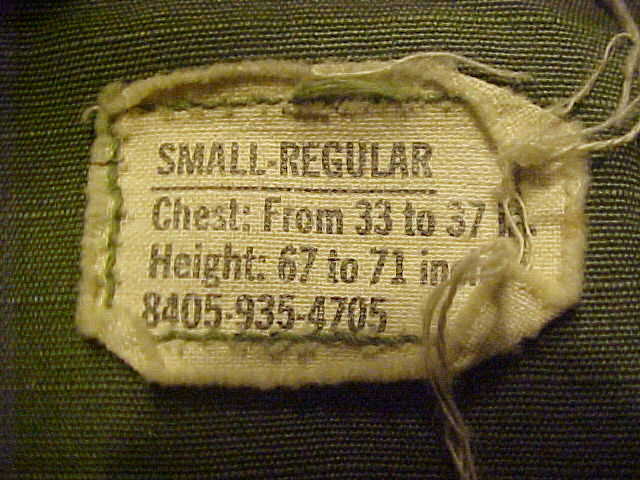 SMALL-REGULAR
Chest: From 33 to 37
Height: 67 to 71
8405-935-4705